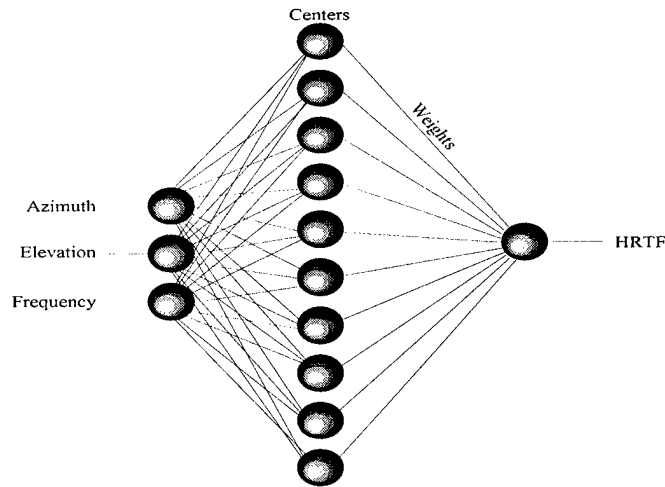 Centers
Weights
Azimuth
Elevation
Frequency
HRTF